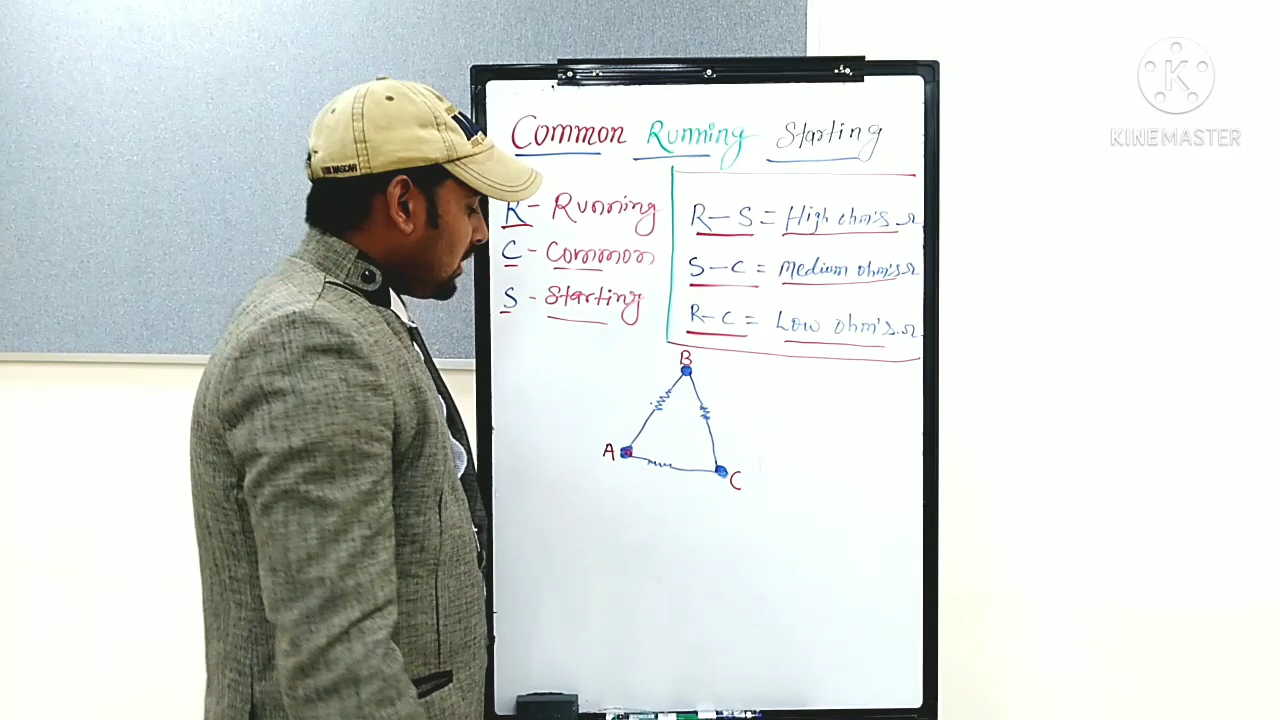 KINEMASTER
Common Running Starting
R - Running
C - Common
S - Starting
R - S = High ohm's Ω
S - C = Medium ohm's Ω
R - C = Low ohm's Ω
B
A
C